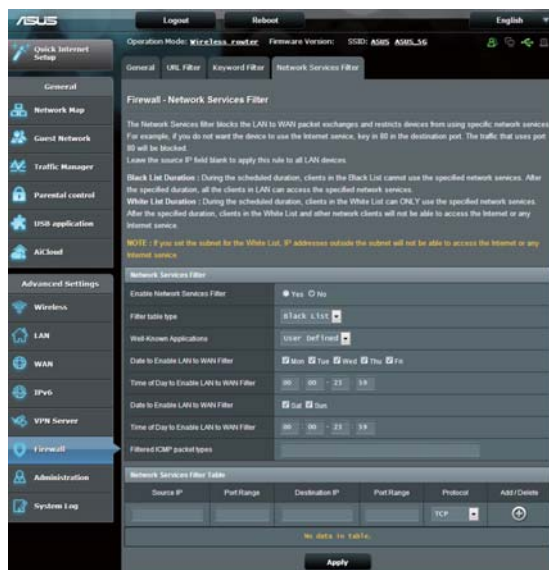 ASUS
Logout
Reboot
English
Quick Internet
Setup
Operation Mode: Wireless router Firmware Version: SSID: ASUS ASUS_5G
General
URL Filter
Keyword Filter
Network Services Filter
General
Network Map
Guest Network
Traffic Manager
Parental control
USB application
AiCloud
Advanced Settings
Wireless
LAN
WAN
IPv6
VPN Server
Firewall
Administration
System Log
Firewall - Network Services Filter
The Network Services filter blocks the LAN to WAN packet exchanges and restricts devices from using specific network services.
For example, if you do not want the device to use the Internet service, key in 80 in the destination port. The traffic that uses port
80 will be blocked.
Leave the source IP field blank to apply this rule to all LAN devices.
Black List Duration : During the scheduled duration, clients in the Black List cannot use the specified network services. After
the specified duration, all the clients in LAN can access the specified network services.
White List Duration : During the scheduled duration, clients in the White List can ONLY use the specified network services.
After the specified duration, clients in the White List and other network clients will not be able to access the Internet or any
Internet service.
NOTE : If you set the subnet for the White List, IP addresses outside the subnet will not be able to access the Internet or any
Internet service.
Network Services Filter
Enable Network Services Filter Yes No
Filter table type Black List
Well-Known Applications User Defined
Date to Enable LAN to WAN Filter Mon Tue Wed Thu Fri
Time of Day to Enable LAN to WAN Filter 00 : 00 - 23 : 59
Date to Enable LAN to WAN Filter Sat Sun
Time of Day to Enable LAN to WAN Filter 00 : 00 - 23 : 59
Filtered ICMP packet types
Network Services Filter Table
Source IP Port Range Destination IP Port Range Protocol Add / Delete
TCP
No data in table.
Apply